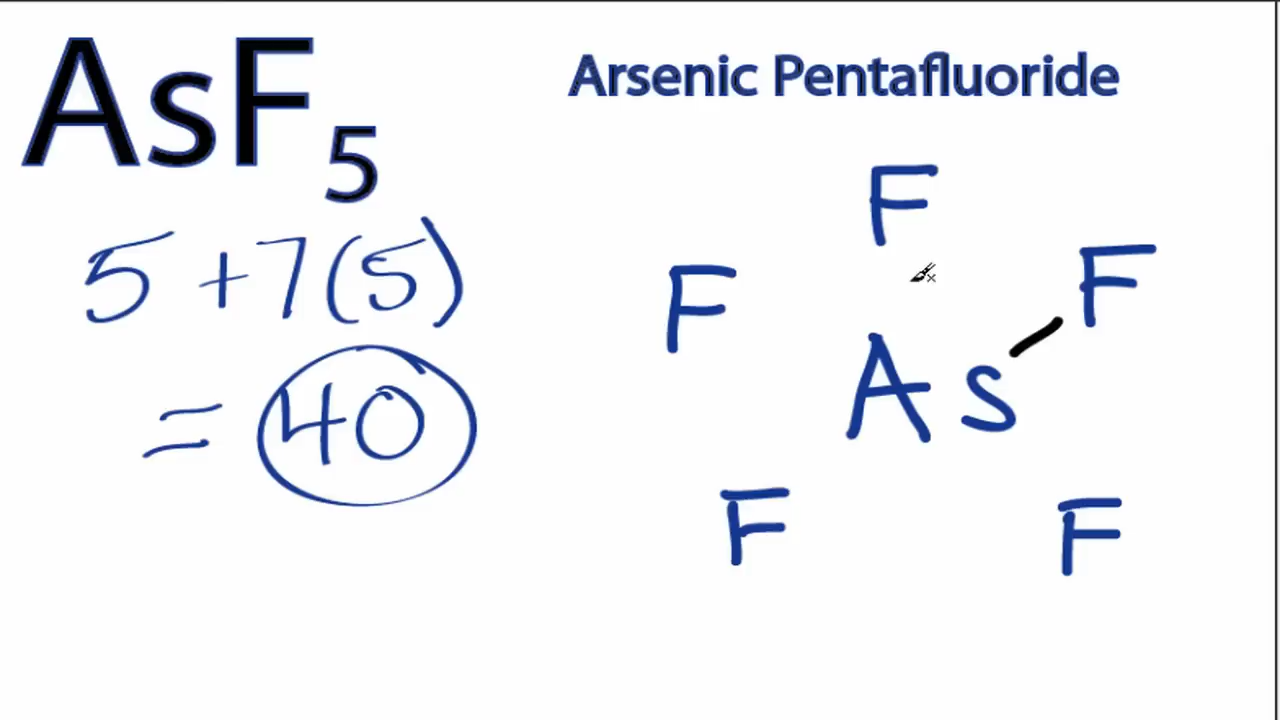 AsF5
Arsenic Pentafluoride
5 + 7(5)
= 40
F
F
F
As
F
F